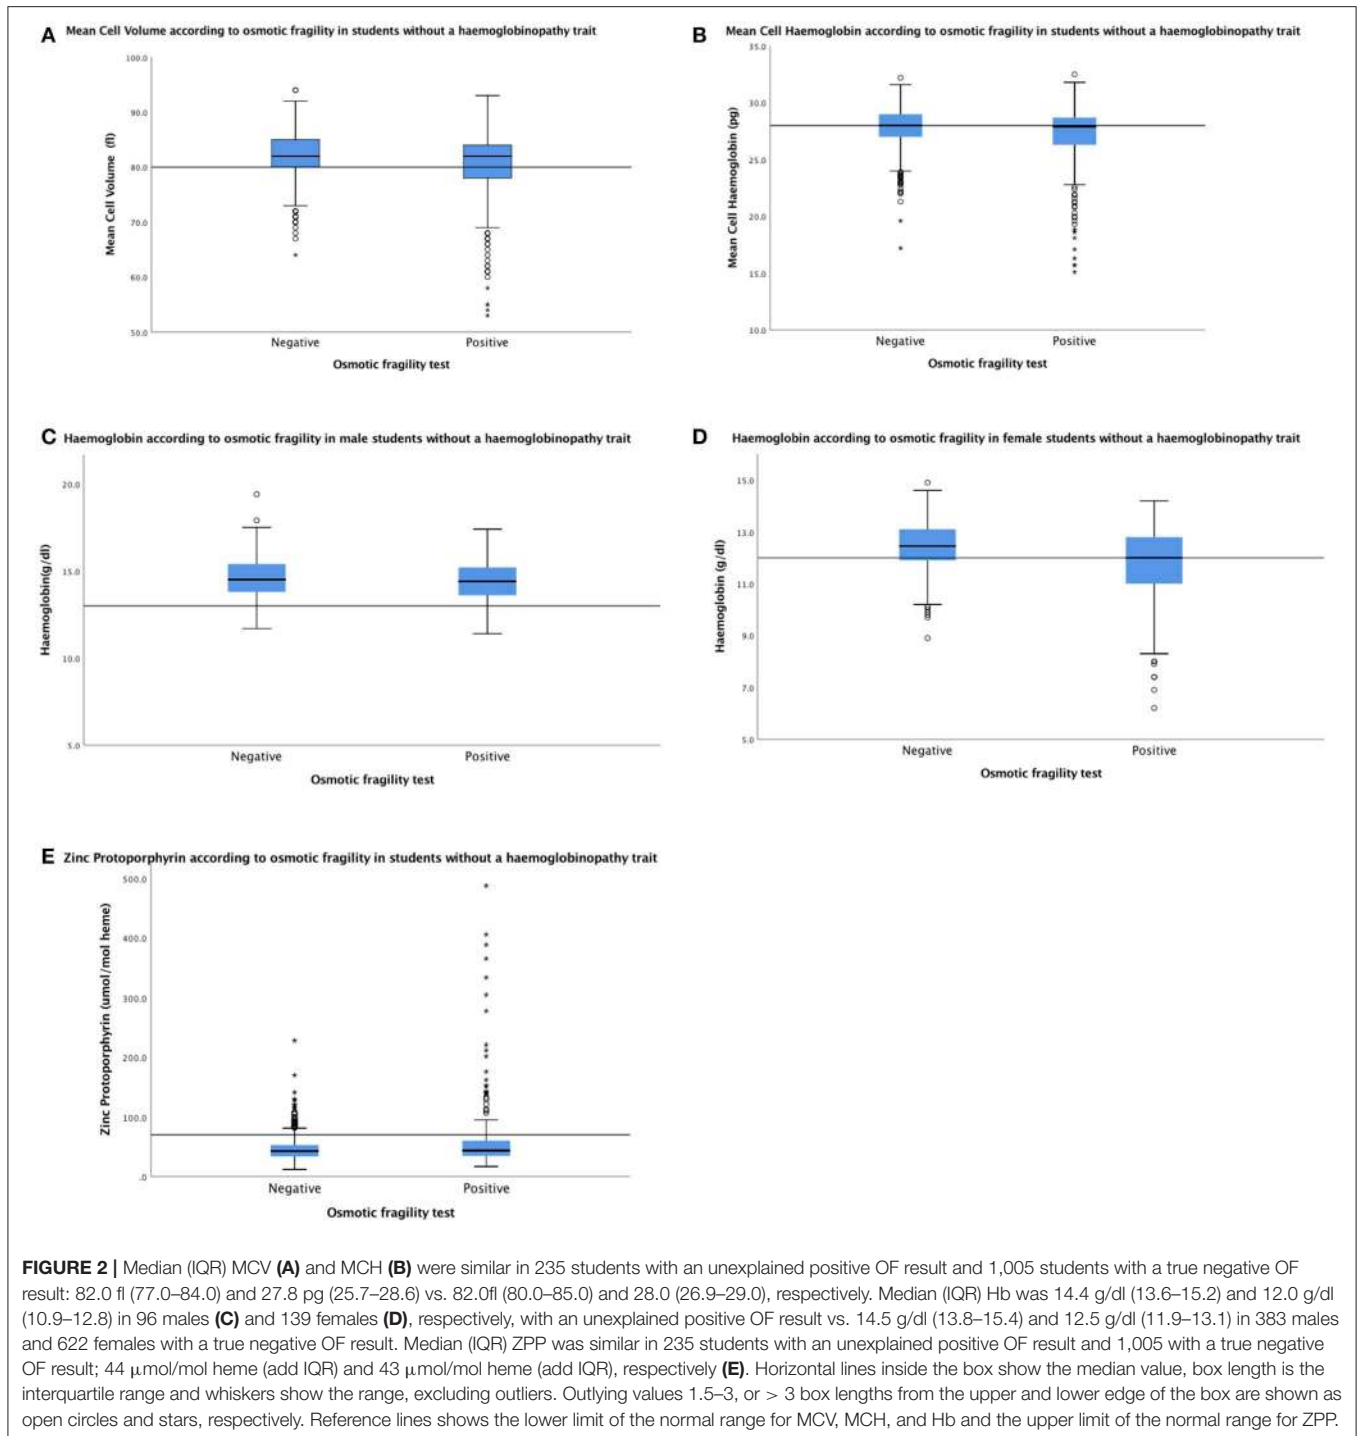 A Mean Cell Volume according to osmotic fragility in students without a haemoglobinopathy trait
100.0
90.0
80.0
70.0
60.0
50.0
Mean Cell Volume (fl)
Negative Positive
Osmotic fragility test
B Mean Cell Haemoglobin according to osmotic fragility in students without a haemoglobinopathy trait
35.0
30.0
25.0
20.0
15.0
10.0
Mean Cell Haemoglobin (pg)
Negative Positive
Osmotic fragility test
C Haemoglobin according to osmotic fragility in male students without a haemoglobinopathy trait
20.0
15.0
10.0
5.0
Haemoglobin(g/dl)
Negative Positive
Osmotic fragility test
D Haemoglobin according to osmotic fragility in female students without a haemoglobinopathy trait
15.0
13.0
11.0
9.0
7.0
5.0
Haemoglobin (g/dl)
Negative Positive
Osmotic fragility test
E Zinc Protoporphyrin according to osmotic fragility in students without a haemoglobinopathy trait
500.0
400.0
300.0
200.0
100.0
.0
Zinc Protoporphyrin (umol/mol heme)
Negative Positive
Osmotic fragility test
FIGURE 2 | Median (IQR) MCV (A) and MCH (B) were similar in 235 students with an unexplained positive OF result and 1,005 students with a true negative OF
result: 82.0 fl (77.0–84.0) and 27.8 pg (25.7–28.6) vs. 82.0fl (80.0–85.0) and 28.0 (26.9–29.0), respectively. Median (IQR) Hb was 14.4 g/dl (13.6–15.2) and 12.0 g/dl
(10.9–12.8) in 96 males (C) and 139 females (D), respectively, with an unexplained positive OF result vs. 14.5 g/dl (13.8–15.4) and 12.5 g/dl (11.9–13.1) in 383 males
and 622 females with a true negative OF result. Median (IQR) ZPP was similar in 235 students with an unexplained positive OF result and 1,005 with a true negative
OF result; 44 μmol/mol heme (add IQR) and 43 μmol/mol heme (add IQR), respectively (E). Horizontal lines inside the box show the median value, box length is the
interquartile range and whiskers show the range, excluding outliers. Outlying values 1.5–3, or > 3 box lengths from the upper and lower edge of the box are shown as
open circles and stars, respectively. Reference lines shows the lower limit of the normal range for MCV, MCH, and Hb and the upper limit of the normal range for ZPP.